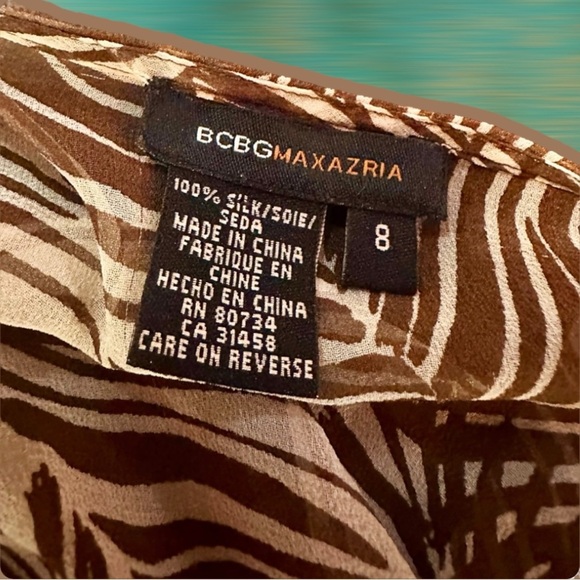 BCBGMAXAZRIA
100% SILK/SOIE/
SEDA
MADE IN CHINA
FABRIQUE EN
CHINE
HECHO EN CHINA
RN 80734
CA 31458
CARE ON REVERSE
8